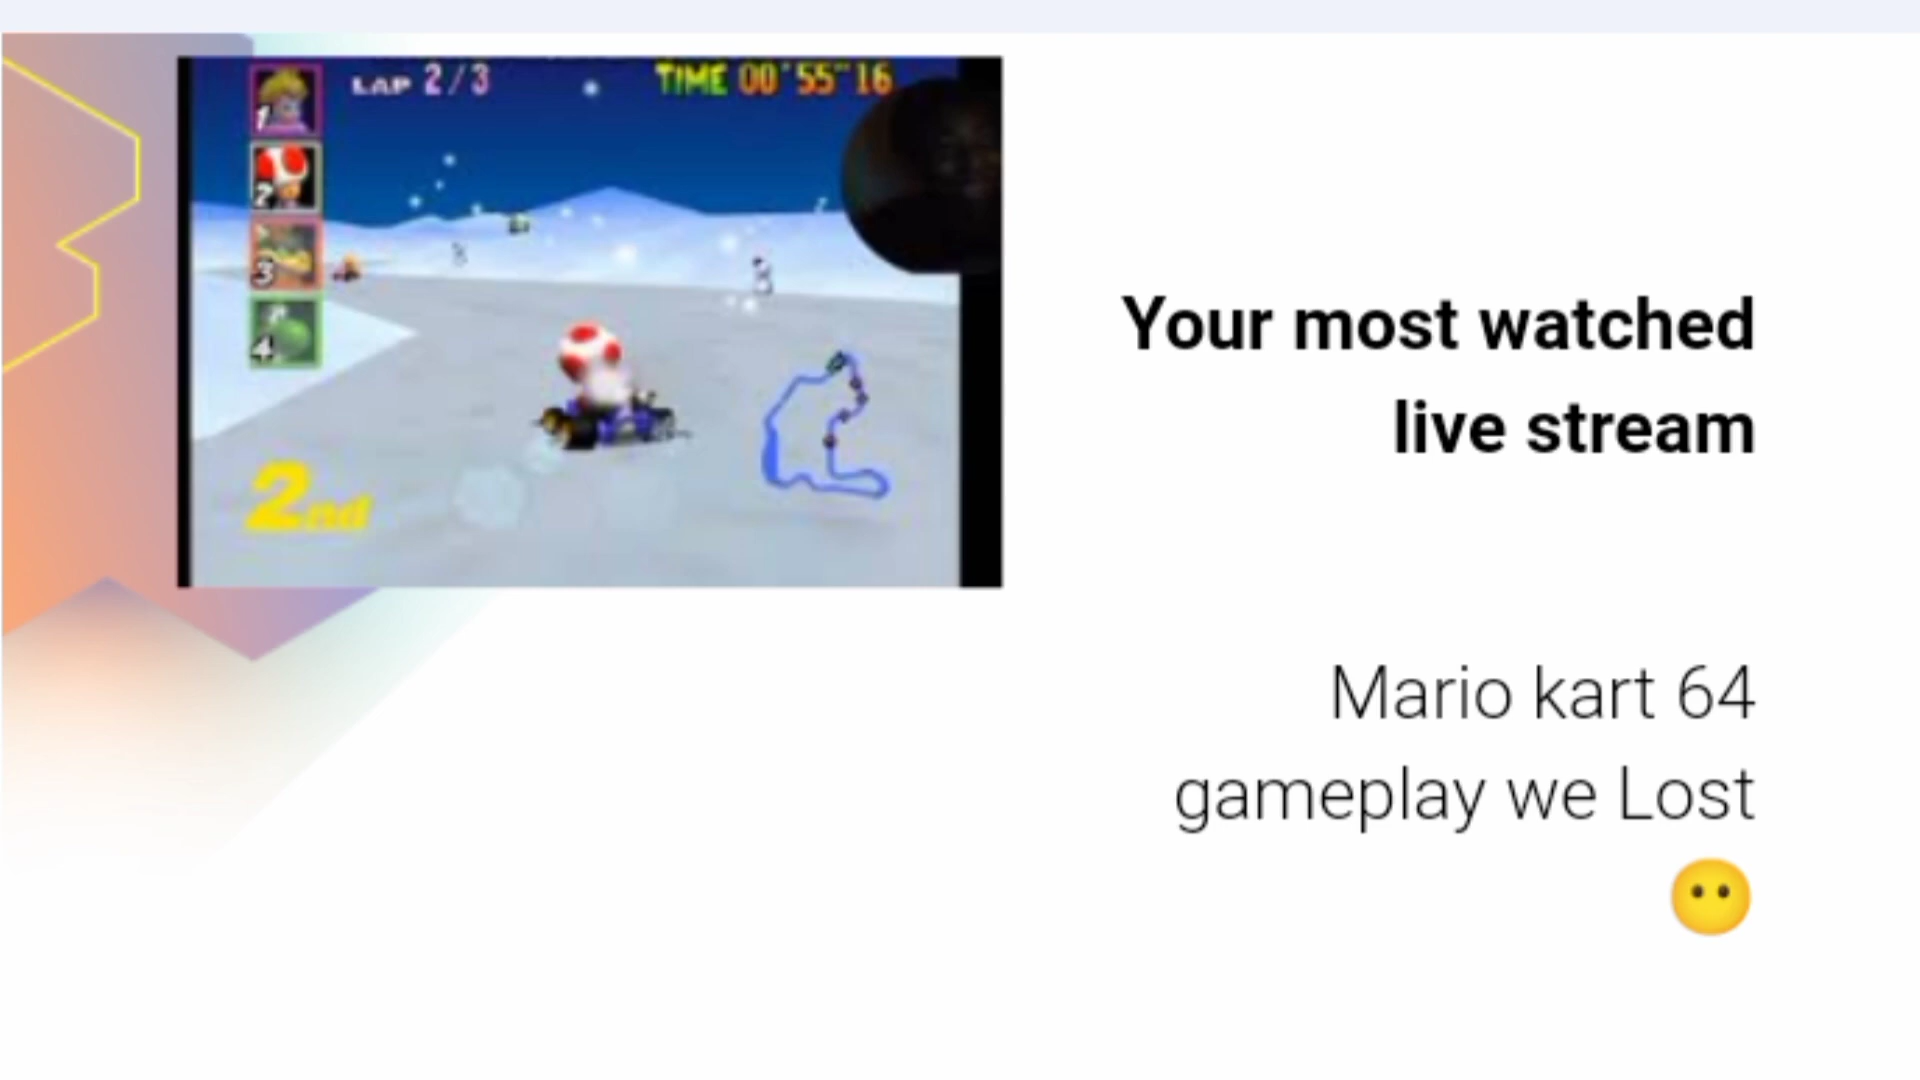 LAP 2/3
TIME 00'55"16
1
2
3
4
2nd
Your most watched
live stream
Mario kart 64
gameplay we Lost
😶